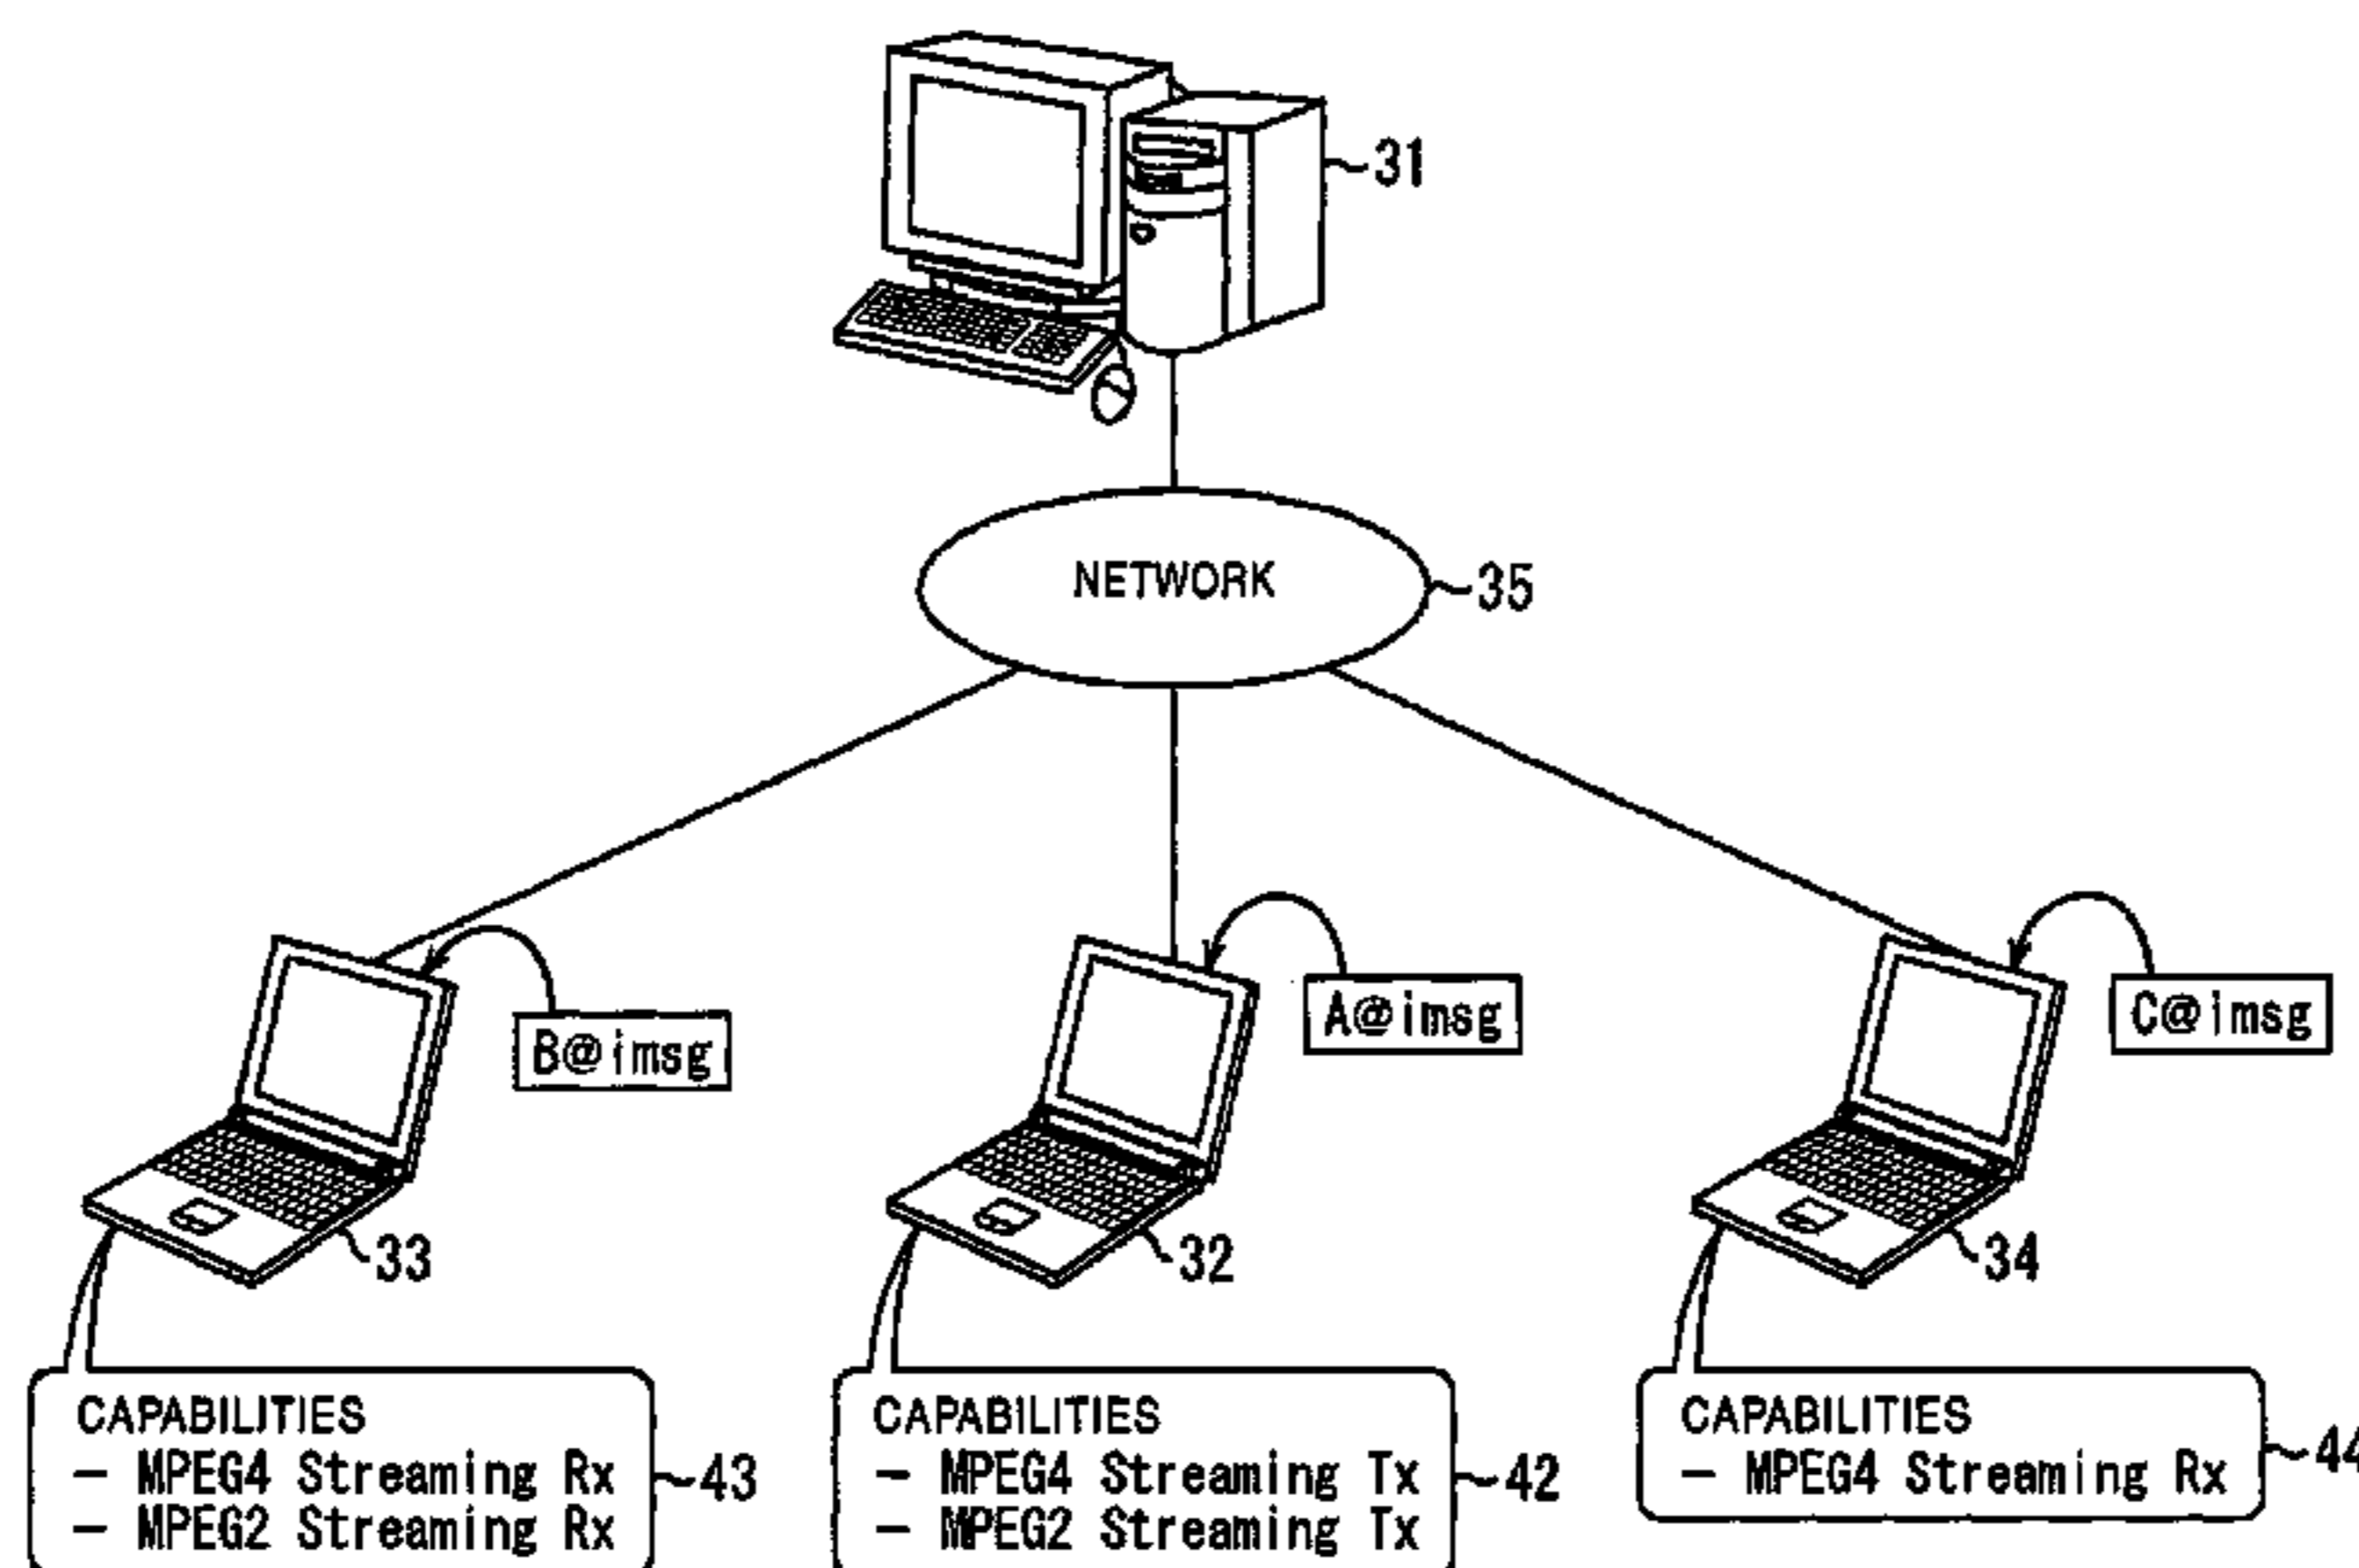 31
NETWORK
35
B@imsg
A@imsg
C@imsg
33
32
34
CAPABILITIES
- MPEG4 Streaming Rx
- MPEG2 Streaming Rx
43
CAPABILITIES
- MPEG4 Streaming Tx
- MPEG2 Streaming Tx
42
CAPABILITIES
- MPEG4 Streaming Rx
44